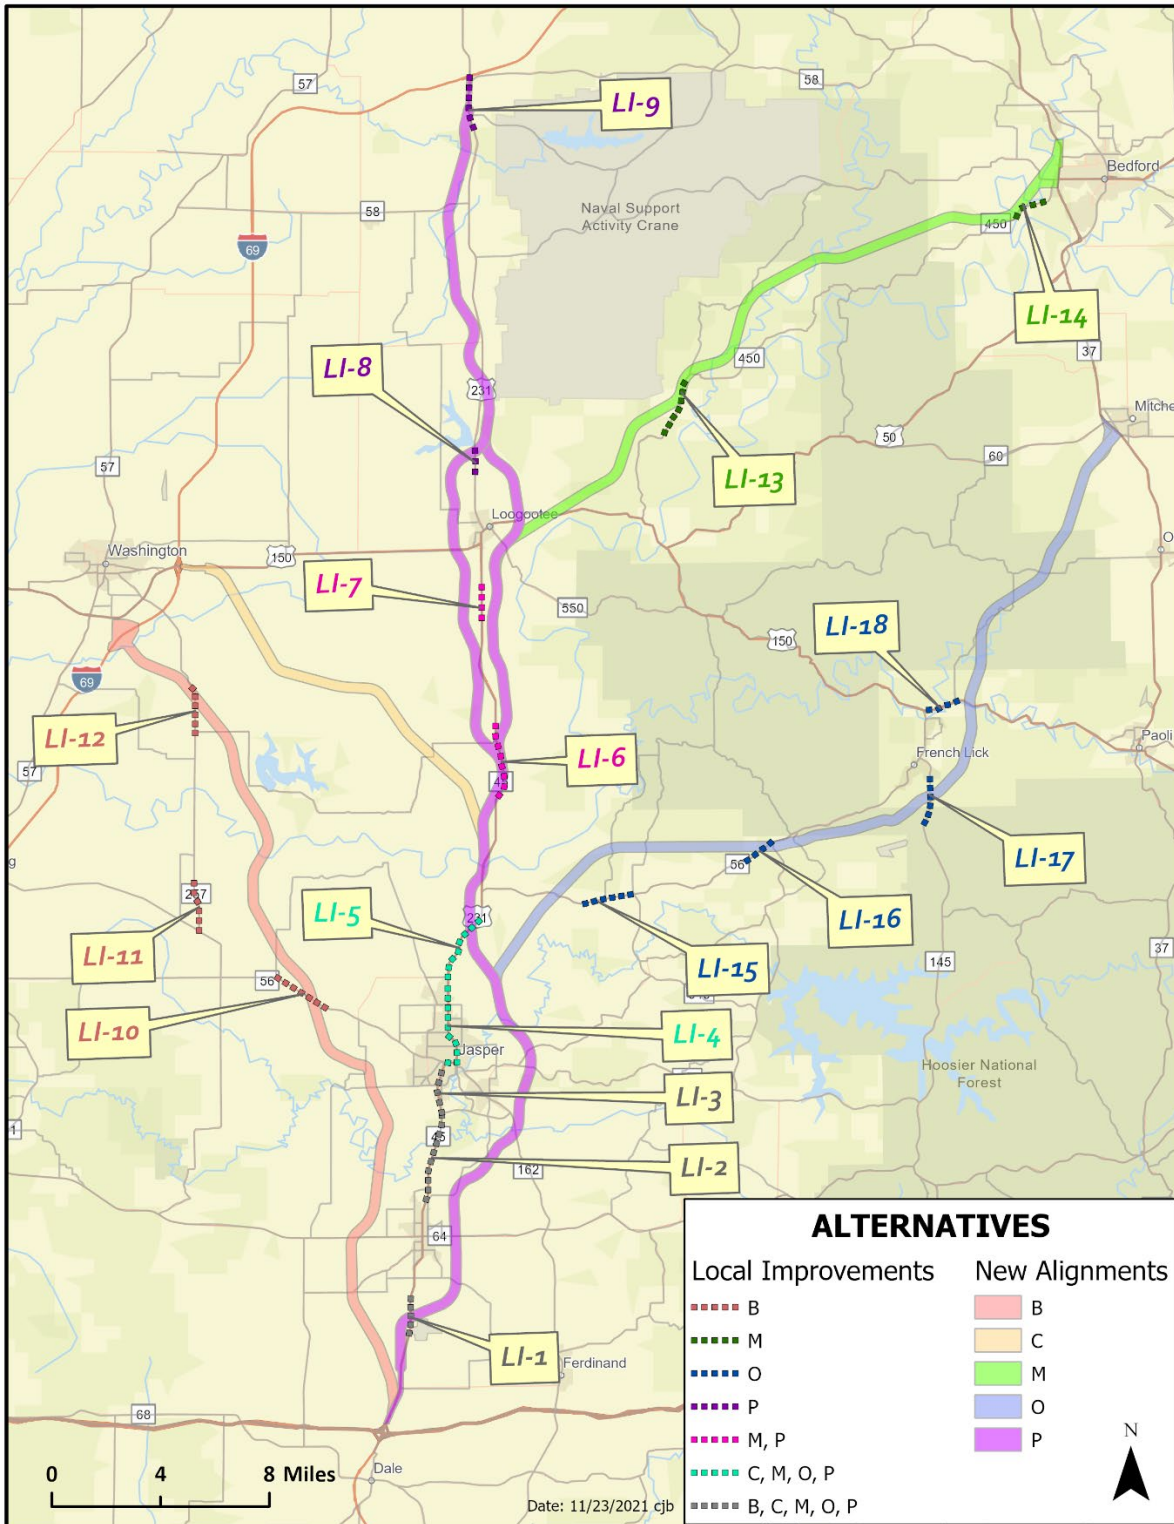 57
58
LI-9
Bedford
Naval Support
Activity Crane
58
450
69
LI-14
37
LI-8
450
231
Mitche
50
60
57
LI-13
Loogootee
Washington
150
LI-7
550
LI-18
150
69
LI-12
Paoli
French Lick
LI-6
57
45
LI-17
56
g
257
LI-5
231
LI-16
LI-11
LI-15
37
145
56
LI-10
LI-4
Jasper
Hoosier National
Forest
LI-3
45
LI-2
162
64
ALTERNATIVES
Local Improvements
B
M
O
P
M, P
C, M, O, P
B, C, M, O, P
New Alignments
B
C
M
O
P
LI-1
Ferdinand
68
N
0 4 8 Miles
Dale
Date: 11/23/2021 cjb